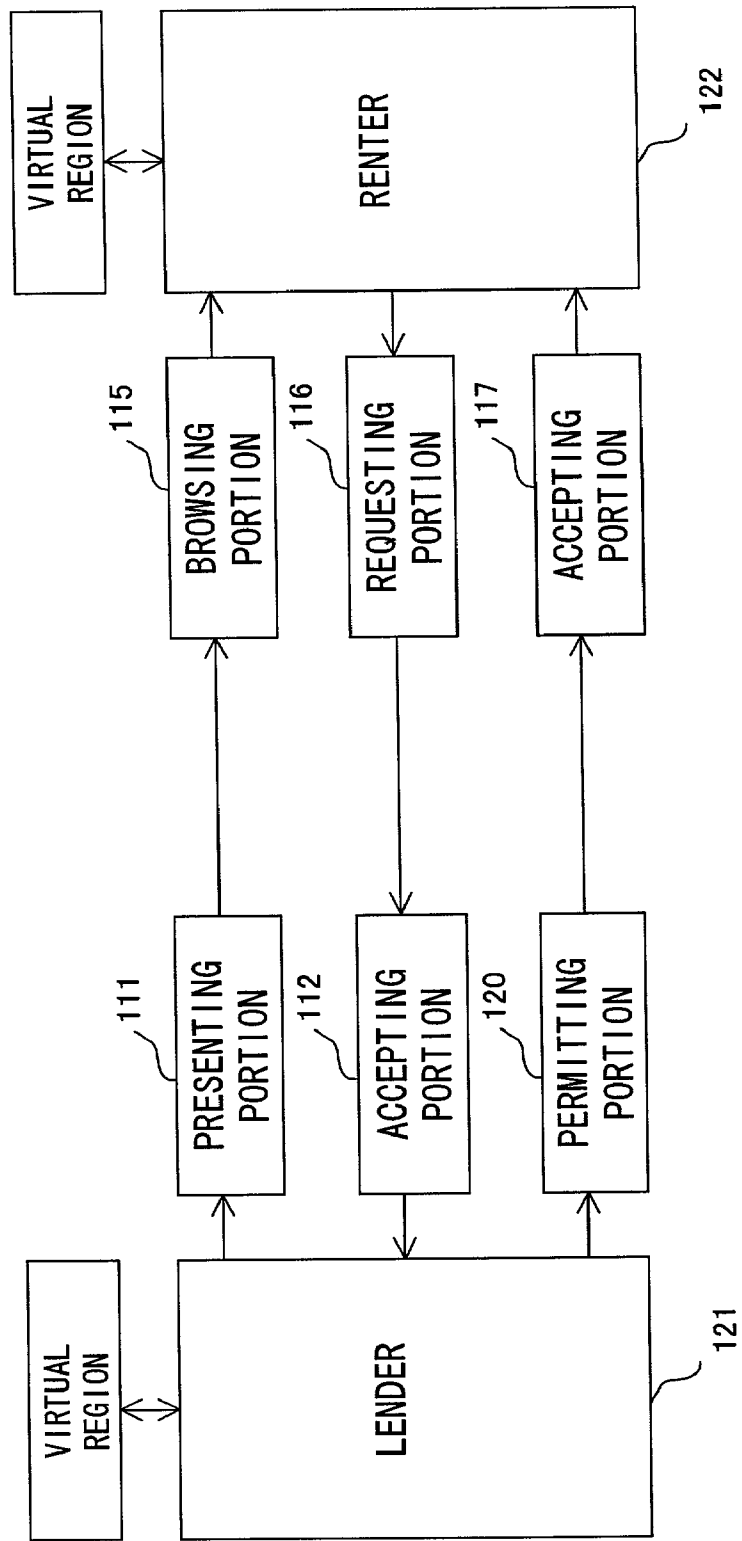 VIRTUAL
REGION
VIRTUAL
REGION
LENDER
121
PRESENTING
PORTION
111
BROWSING
PORTION
115
RENTER
122
ACCEPTING
PORTION
112
REQUESTING
PORTION
116
PERMITTING
PORTION
120
ACCEPTING
PORTION
117